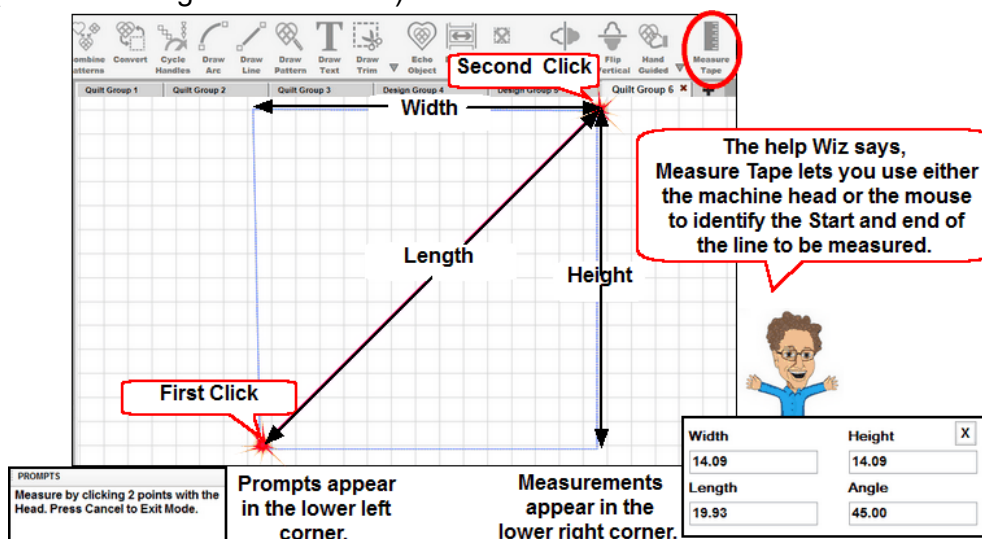 Combine Convert Cycle Draw Draw Draw Draw Draw Echo Flip Hand Measure
atterns Handles Arc Line Pattern Text Trim Object Vertical Guided Tape
Second Click
Quilt Group 1 Quilt Group 2 Quilt Group 3 Design Group 4 Design Group 5 Quilt Group 6 ✖ +
Width
The help Wiz says,
Measure Tape lets you use either
the machine head or the mouse
to identify the Start and end of
the line to be measured.
Length
Height
First Click
PROMPTS
Measure by clicking 2 points with the
Head. Press Cancel to Exit Mode.
Prompts appear
in the lower left
corner.
Measurements
appear in the
lower right corner.
Width Height X
14.09 14.09
Length Angle
19.93 45.00